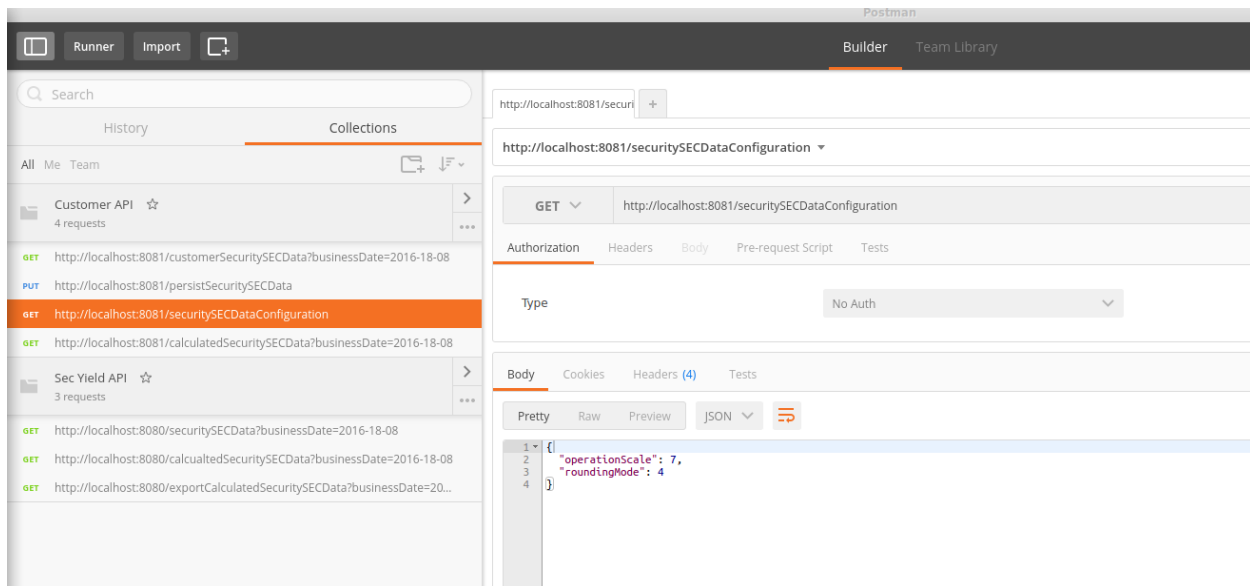 Postman
Runner Import
Builder Team Library
Search
History Collections
All Me Team
Customer API
4 requests
GET http://localhost:8081/customerSecuritySECData?businessDate=2016-18-08
PUT http://localhost:8081/persistSecuritySECData
GET http://localhost:8081/securitySECDataConfiguration
GET http://localhost:8081/calculatedSecuritySECData?businessDate=2016-18-08
Sec Yield API
3 requests
GET http://localhost:8080/securitySECData?businessDate=2016-18-08
GET http://localhost:8080/calcualtedSecuritySECData?businessDate=2016-18-08
GET http://localhost:8080/exportCalculatedSecuritySECData?businessDate=20...
http://localhost:8081/securi +
http://localhost:8081/securitySECDataConfiguration
GET http://localhost:8081/securitySECDataConfiguration
Authorization Headers Body Pre-request Script Tests
Type No Auth
Body Cookies Headers (4) Tests
Pretty Raw Preview JSON
1 {
2 "operationScale": 7,
3 "roundingMode": 4
4 }